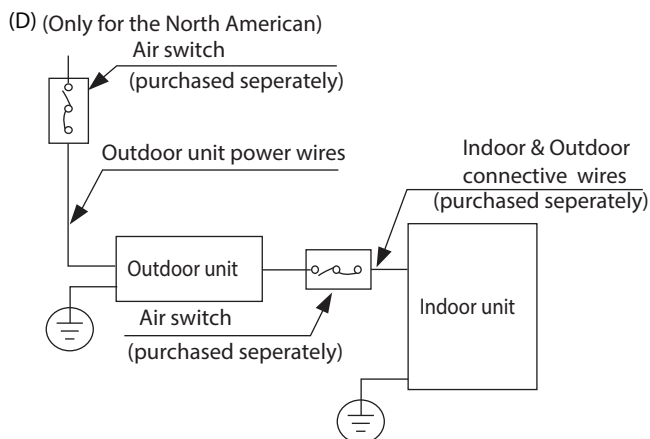 (D) (Only for the North American)
Air switch
(purchased seperately)
Outdoor unit power wires
Indoor & Outdoor
connective wires
(purchased seperately)
Outdoor unit
Air switch
(purchased seperately)
Indoor unit